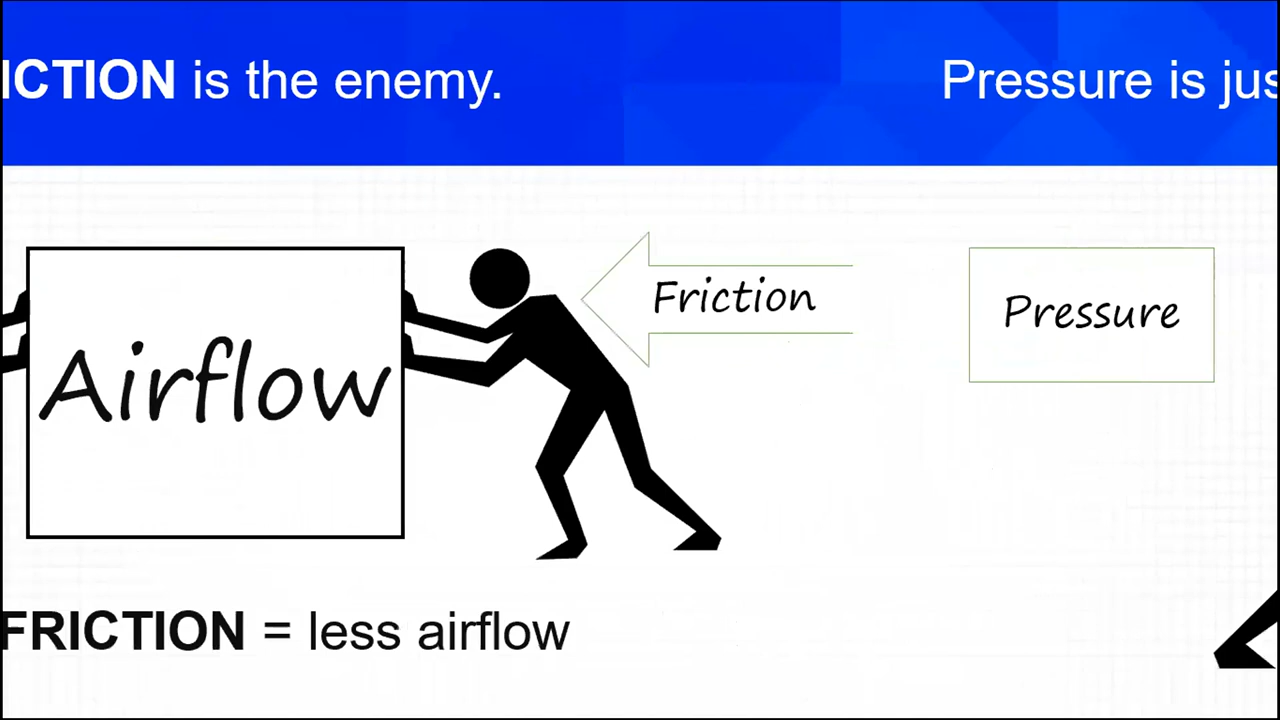 ICTION is the enemy.
Pressure is jus
Friction
Pressure
Airflow
FRICTION = less airflow